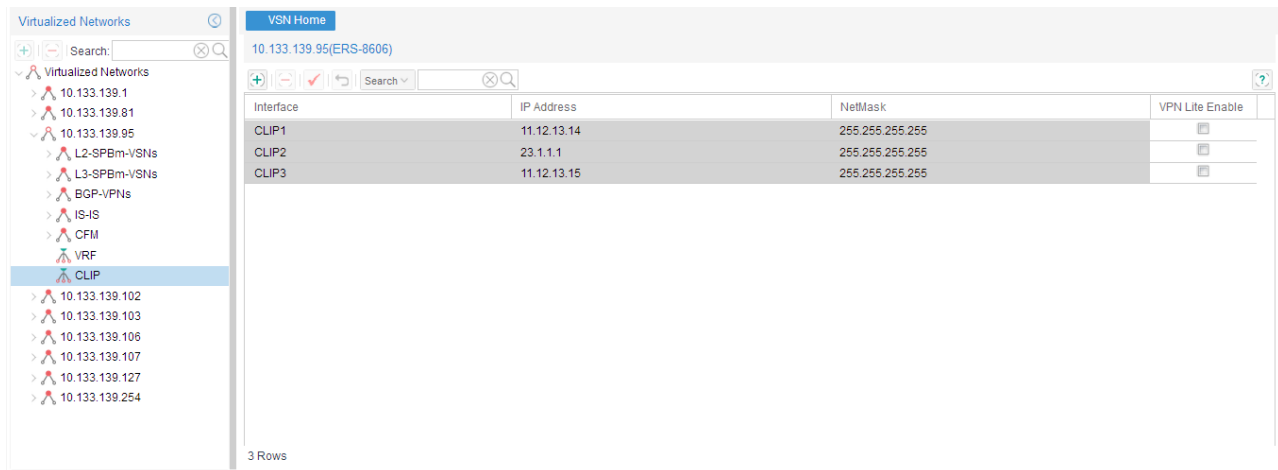 Virtualized Networks
Search:
Virtualized Networks
10.133.139.1
10.133.139.81
10.133.139.95
L2-SPBm-VSNs
L3-SPBm-VSNs
BGP-VPNs
IS-IS
CFM
VRF
CLIP
10.133.139.102
10.133.139.103
10.133.139.106
10.133.139.107
10.133.139.127
10.133.139.254
VSN Home
10.133.139.95(ERS-8606)
Search
Interface IP Address NetMask VPN Lite Enable
CLIP1 11.12.13.14 255.255.255.255
CLIP2 23.1.1.1 255.255.255.255
CLIP3 11.12.13.15 255.255.255.255
3 Rows